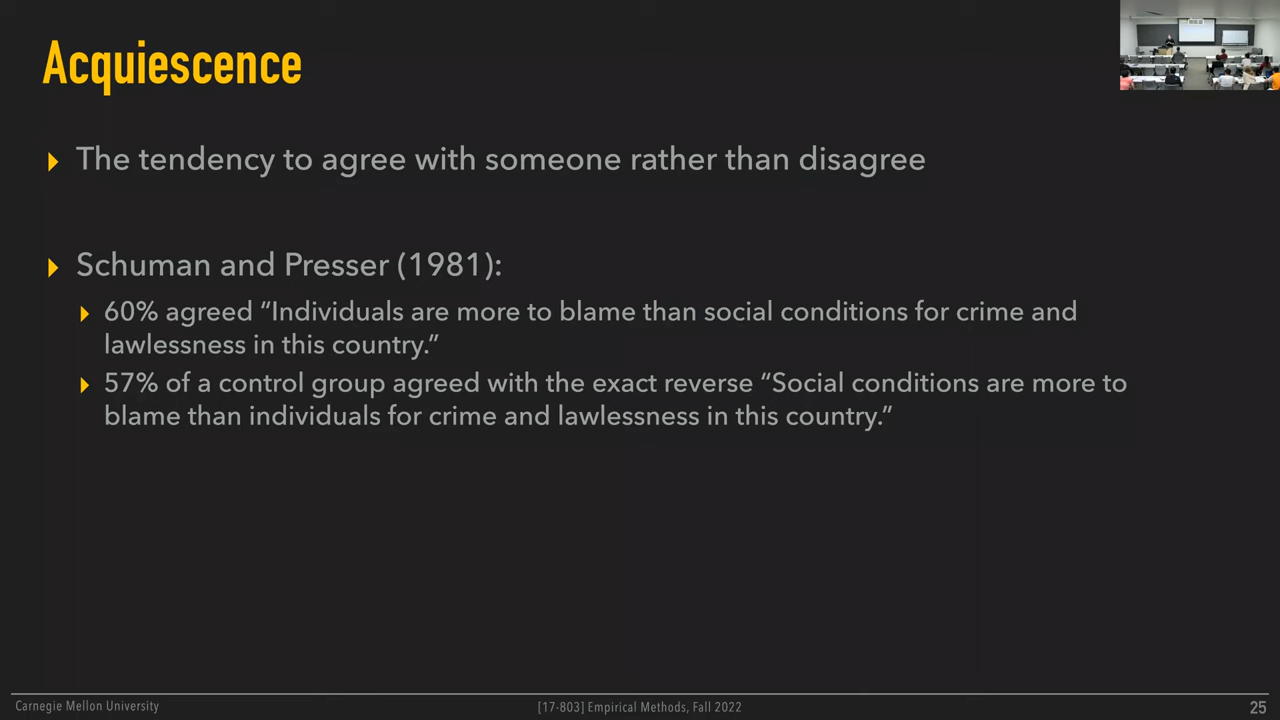 Acquiescence
The tendency to agree with someone rather than disagree
Schuman and Presser (1981):
60% agreed “Individuals are more to blame than social conditions for crime and
lawlessness in this country.”
57% of a control group agreed with the exact reverse “Social conditions are more to
blame than individuals for crime and lawlessness in this country.”
Carnegie Mellon University
[17-803] Empirical Methods, Fall 2022
25